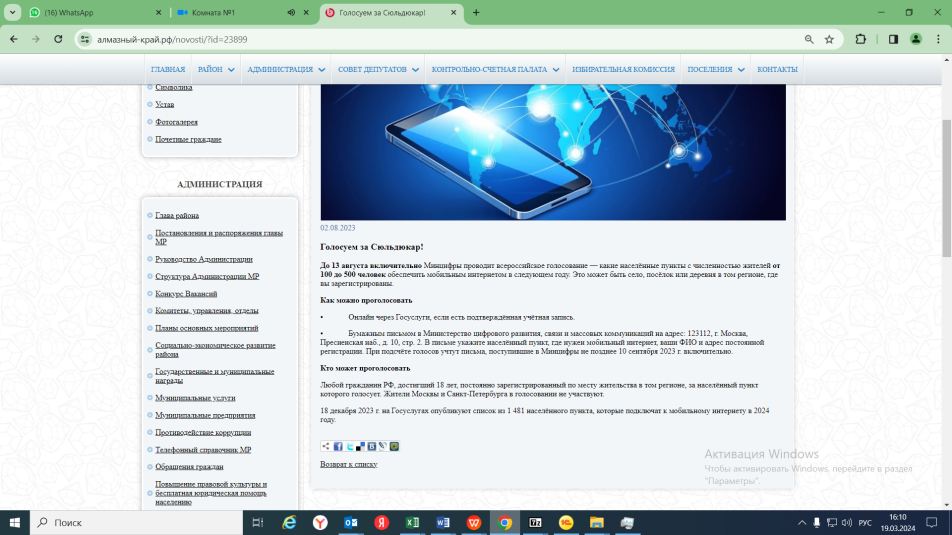 (16) WhatsApp
Комната №1
Голосуем за Сюльдюкар!
алмазный-край.рф/novosti/?id=23899
ГЛАВНАЯ РАЙОН АДМИНИСТРАЦИЯ СОВЕТ ДЕПУТАТОВ КОНТРОЛЬНО-СЧЕТНАЯ ПАЛАТА ИЗБИРАТЕЛЬНАЯ КОМИССИЯ ПОСЕЛЕНИЯ КОНТАКТЫ
Символика
Устав
Фотогалерея
Почетные граждане
АДМИНИСТРАЦИЯ
Глава района
Постановления и распоряжения главы
МР
Руководство Администрации
Структура Администрации МР
Конкурс Вакансий
Комитеты, управления, отделы
Планы основных мероприятий
Социально-экономическое развитие
района
Государственные и муниципальные
награды
Муниципальные услуги
Муниципальные предприятия
Противодействие коррупции
Телефонный справочник МР
Обращения граждан
Повышение правовой культуры и
бесплатная юридическая помощь
населению
02.08.2023
Голосуем за Сюльдюкар!
До 13 августа включительно Минцифры проводит всероссийское голосование — какие населённые пункты с численностью жителей от
100 до 500 человек обеспечить мобильным интернетом в следующем году. Это может быть село, посёлок или деревня в том регионе, где
вы зарегистрированы.
Как можно проголосовать
• Онлайн через Госуслуги, если есть подтверждённая учётная запись.
• Бумажным письмом в Министерство цифрового развития, связи и массовых коммуникаций на адрес: 123112, г. Москва,
Пресненская наб., д. 10, стр. 2. В письме укажите населённый пункт, где нужен мобильный интернет, ваши ФИО и адрес постоянной
регистрации. При подсчёте голосов учтут письма, поступившие в Минцифры не позднее 10 сентября 2023 г. включительно.
Кто может проголосовать
Любой гражданин РФ, достигший 18 лет, постоянно зарегистрированный по месту жительства в том регионе, за населённый пункт
которого голосует. Жители Москвы и Санкт-Петербурга в голосовании не участвуют.
18 декабря 2023 г. на Госуслугах опубликуют список из 1 481 населённого пункта, которые подключат к мобильному интернету в 2024
году.
Возврат к списку
Активация Windows
Чтобы активировать Windows, перейдите в раздел
"Параметры".
Поиск
РУС
16:10
19.03.2024